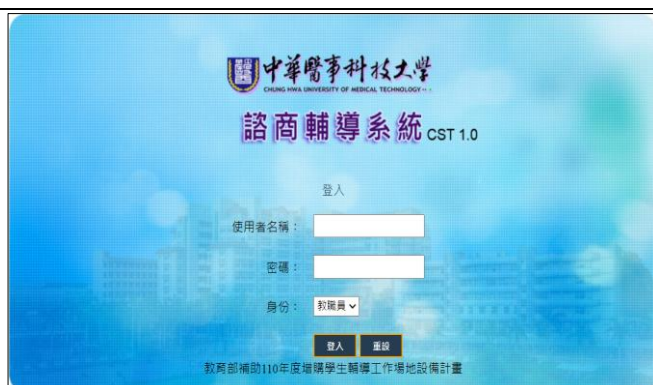 中華醫事科技大學
CHUNG HWA UNIVERSITY OF MEDICAL TECHNOLOGY
諮商輔導系統 CST 1.0
登入
使用者名稱：
密碼：
身份： 教職員
登入 重設
教育部補助110年度增購學生輔導工作場地設備計畫